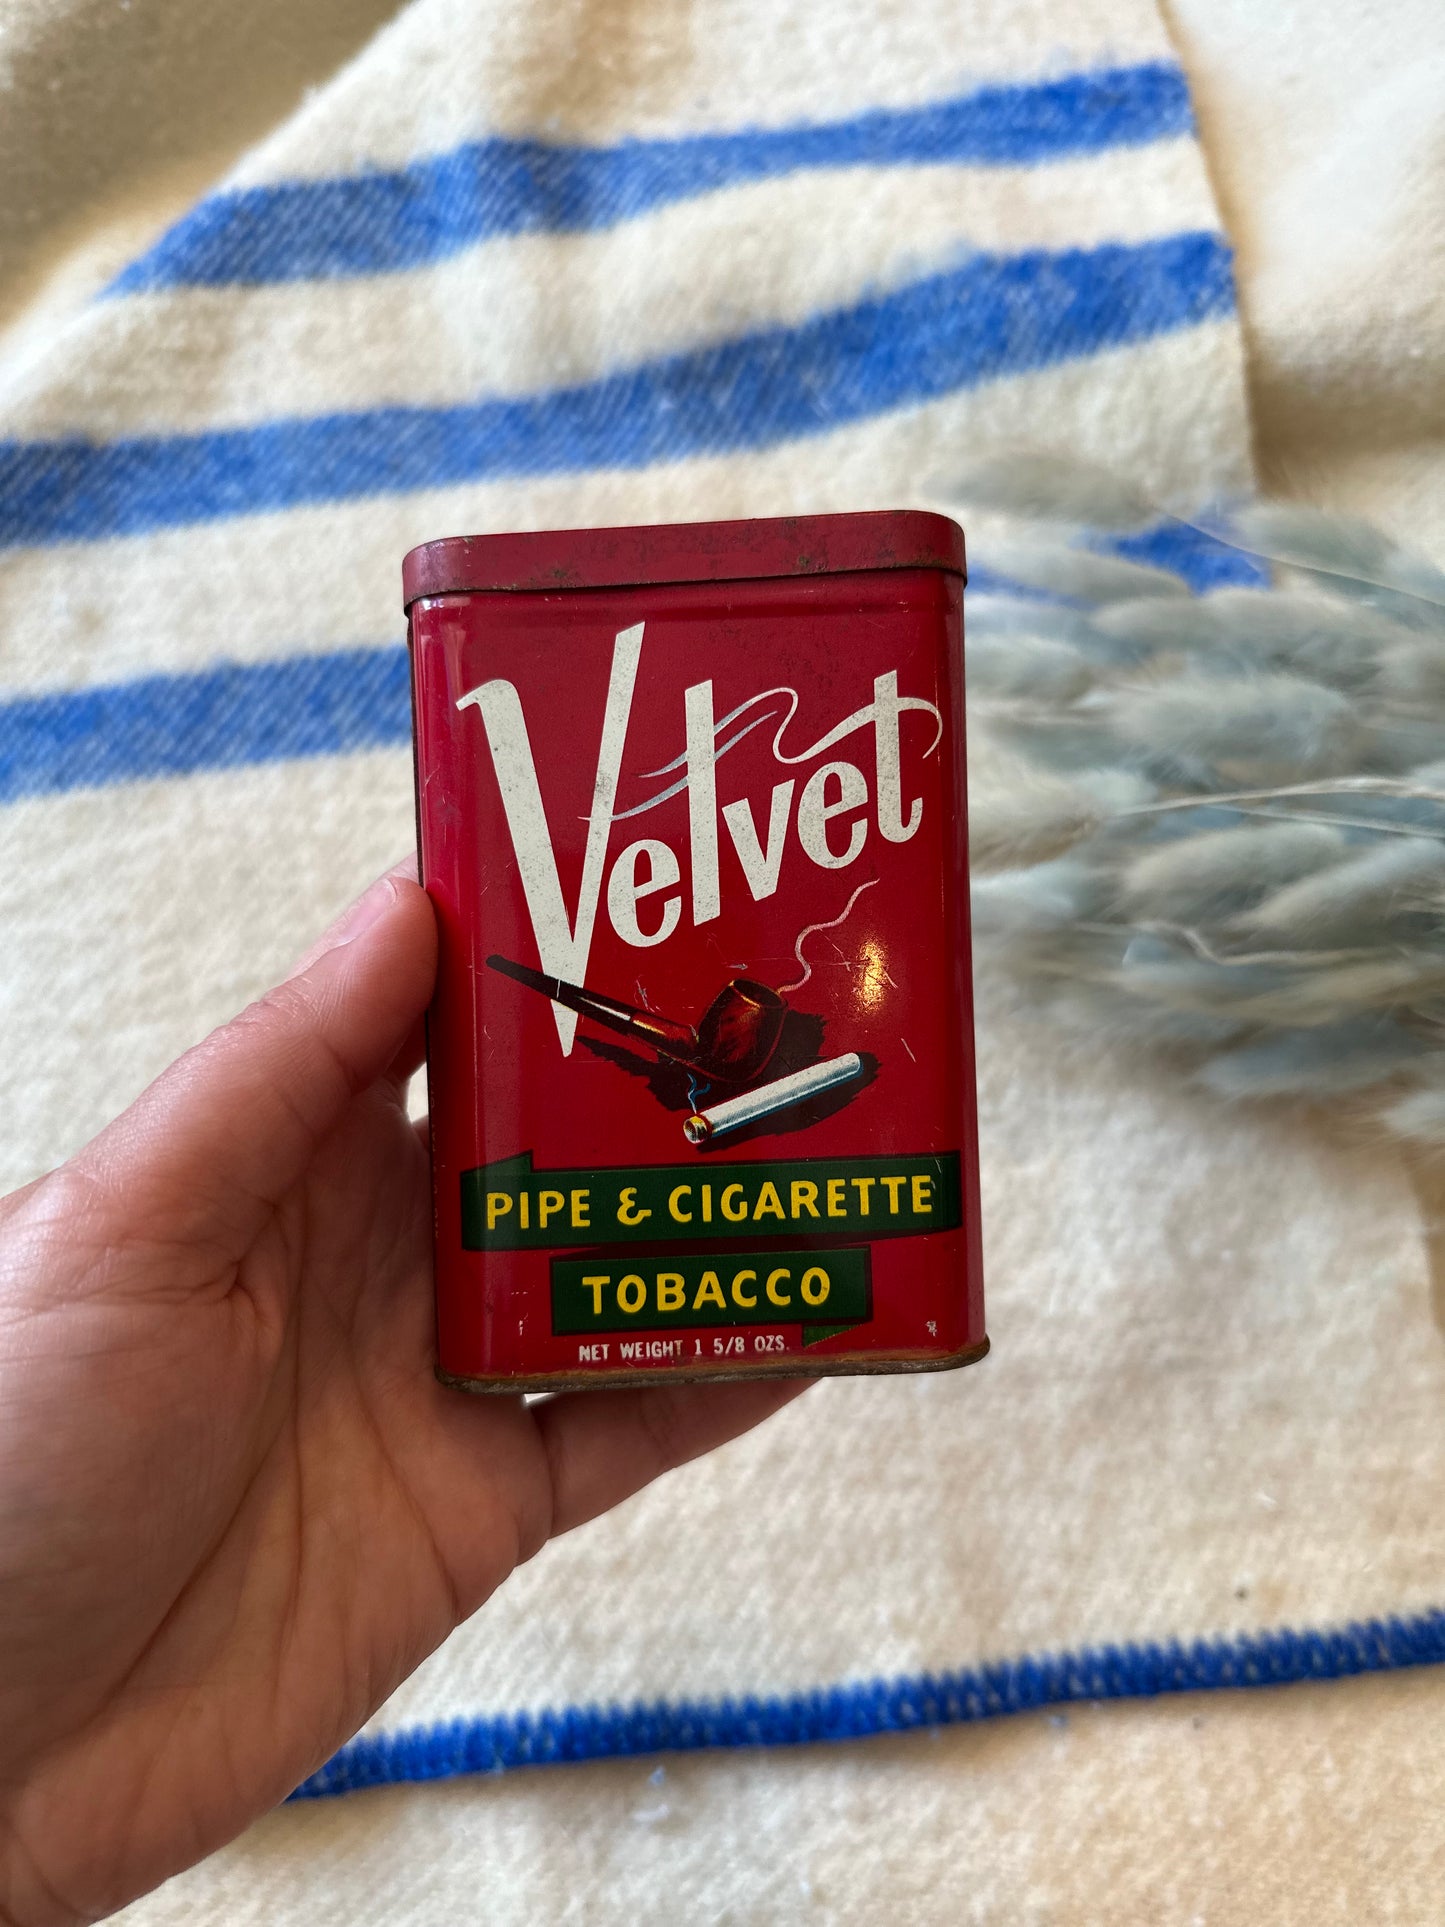 Velvet
PIPE & CIGARETTE
TOBACCO
NET WEIGHT 1 5/8 OZS.